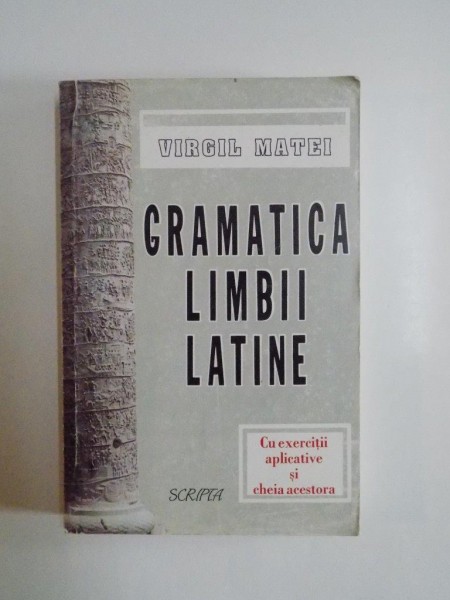 VIRGIL MATEI
GRAMATICA
LIMBII
LATINE
Cu exerciții
aplicative
și
cheia acestora
SCRIPTA